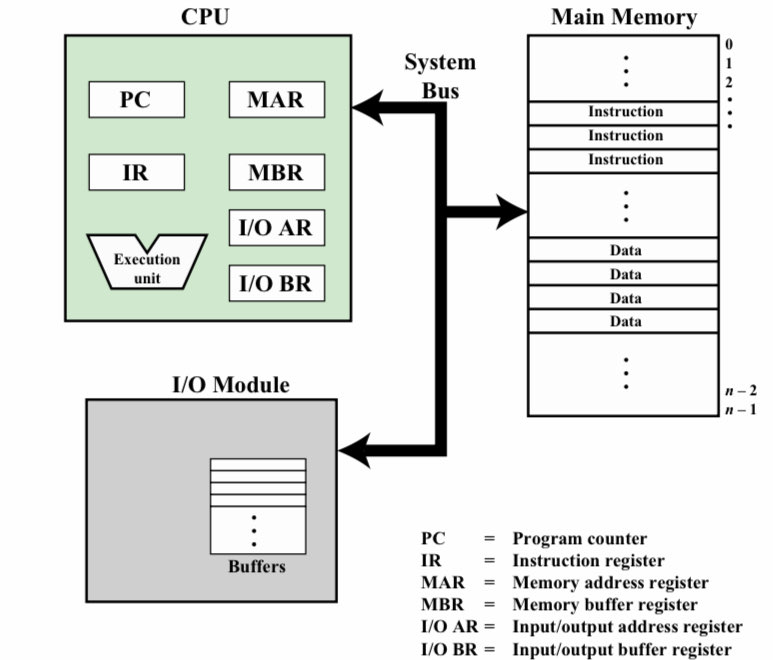 CPU
PC
MAR
IR
MBR
I/O AR
Execution
unit
I/O BR
System
Bus
Main Memory
0
1
2
Instruction
Instruction
Instruction
Data
Data
Data
Data
n – 2
n – 1
I/O Module
Buffers
PC = Program counter
IR = Instruction register
MAR = Memory address register
MBR = Memory buffer register
I/O AR = Input/output address register
I/O BR = Input/output buffer register